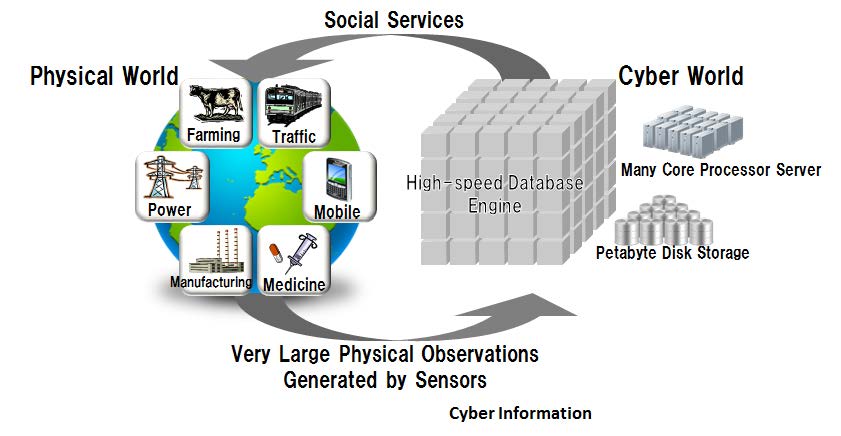 Social Services
Physical World
Cyber World
Farming
Traffic
Many Core Processor Server
High-speed Database
Engine
Power
Mobile
Petabyte Disk Storage
Manufacturing
Medicine
Very Large Physical Observations
Generated by Sensors
Cyber Information